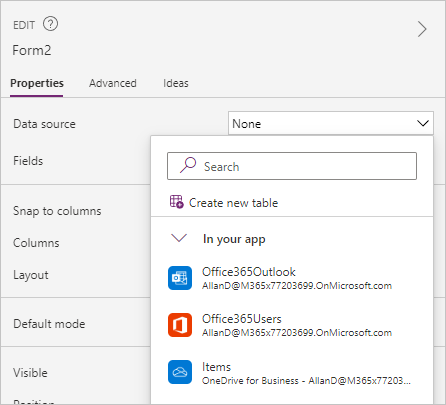 EDIT
Form2
Properties Advanced Ideas
Data source None
Fields
Search
Create new table
Snap to columns
In your app
Columns
Layout
Office365Outlook
AllanD@M365x77203699.OnMicrosoft.com
Default mode
Office365Users
AllanD@M365x77203699.OnMicrosoft.com
Visible
Items
OneDrive for Business - AllanD@M365x77203...
Position